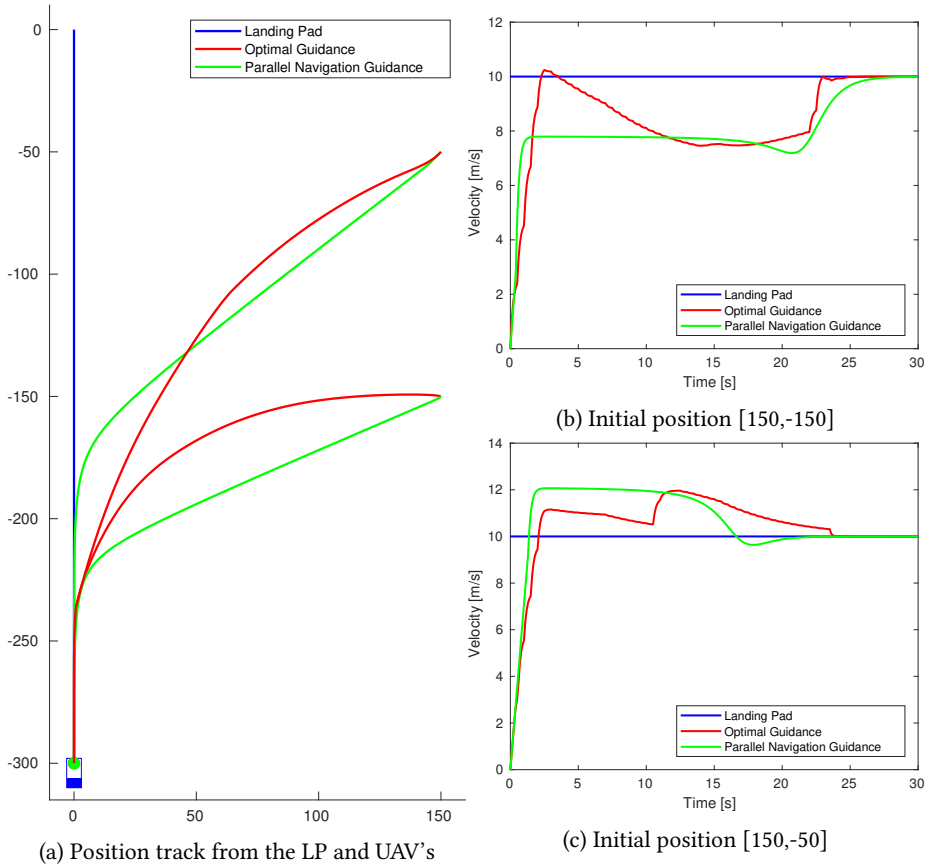 0
-50
-100
-150
-200
-250
-300
0
50
100
150
Landing Pad
Optimal Guidance
Parallel Navigation Guidance
(a) Position track from the LP and UAV's
12
10
8
6
4
2
0
Velocity [m/s]
0
5
10
15
20
25
30
Time [s]
Landing Pad
Optimal Guidance
Parallel Navigation Guidance
(b) Initial position [150,-150]
14
12
10
8
6
4
2
0
Velocity [m/s]
0
5
10
15
20
25
30
Time [s]
Landing Pad
Optimal Guidance
Parallel Navigation Guidance
(c) Initial position [150,-50]